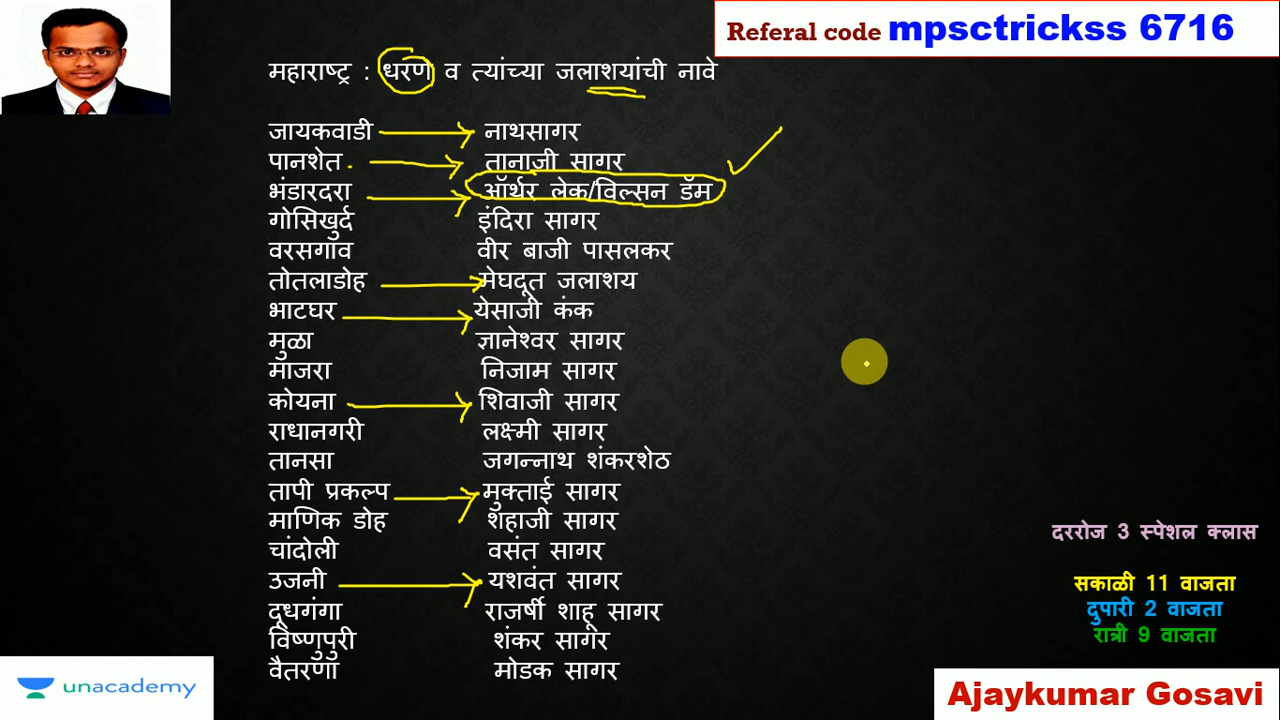 Referal code mpsctrickss 6716
महाराष्ट्र : धरण व त्यांच्या जलाशयांची नावे
जायकवाडी नाथसागर
पानशेत तानाजी सागर
भंडारदरा ऑर्थर लेक/विल्सन डॅम
गोसिखुर्द इंदिरा सागर
वरसगाव वीर बाजी पासलकर
तोतलाडोह मेघदूत जलाशय
भाटघर येसाजी कंक
मुळा ज्ञानेश्वर सागर
माजरा निजाम सागर
कोयना शिवाजी सागर
राधानगरी लक्ष्मी सागर
तानसा जगन्नाथ शंकरशेठ
तापी प्रकल्प मुक्ताई सागर
माणिक डोह शहाजी सागर
चांदोली वसंत सागर
उजनी यशवंत सागर
दूधगंगा राजर्षी शाहू सागर
विष्णुपुरी शंकर सागर
वैतरणा मोडक सागर
दररोज 3 स्पेशल क्लास
सकाळी 11 वाजता
दुपारी 2 वाजता
रात्री 9 वाजता
unacademy
Ajaykumar Gosavi